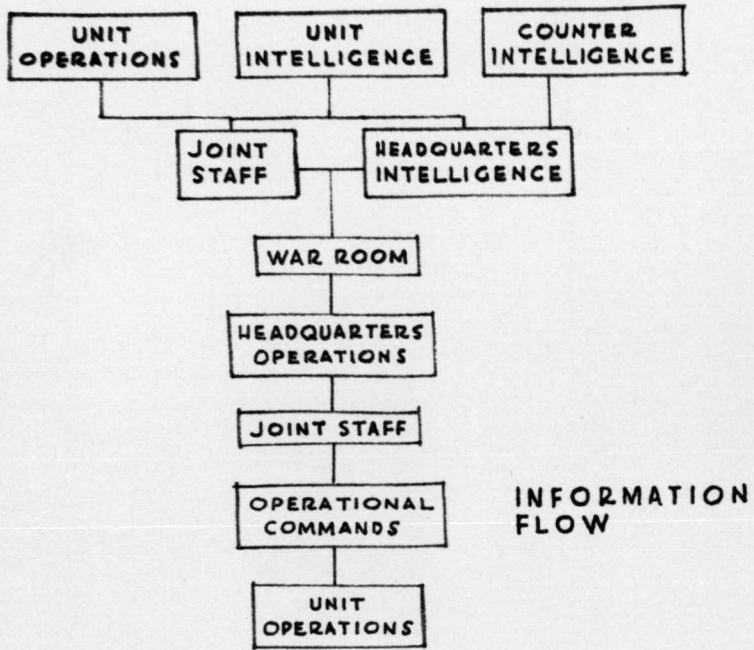 UNIT
OPERATIONS
UNIT
INTELLIGENCE
COUNTER
INTELLIGENCE
JOINT
STAFF
HEADQUARTERS
INTELLIGENCE
WAR ROOM
HEADQUARTERS
OPERATIONS
JOINT STAFF
OPERATIONAL
COMMANDS
INFORMATION
FLOW
UNIT
OPERATIONS